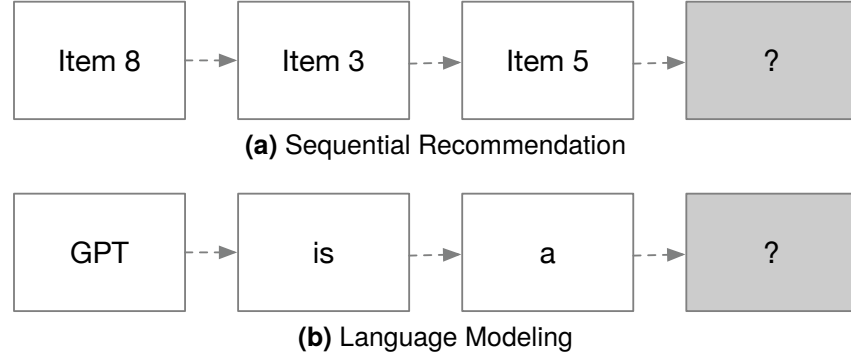 Item 8 Item 3 Item 5 ?
(a) Sequential Recommendation
GPT is a ?
(b) Language Modeling